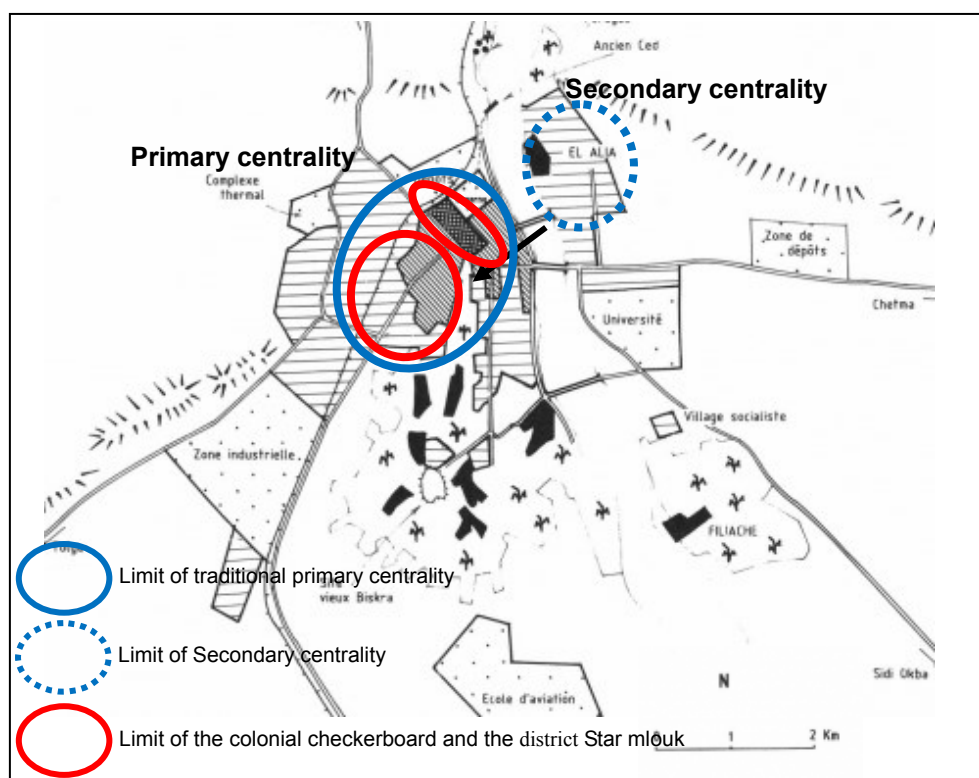 Ancien Ced
Secondary centrality
EL ALIA
Primary centrality
Complexe
thermal
Zone de
dépôts
Chetma
Université
Village socialiste
Zone industrielle
FILIACHE
Limit of traditional primary centrality
vieux Biskra
Limit of Secondary centrality
Sidi Okba
N
Ecole d'aviation
Limit of the colonial checkerboard and the district Star mlouk
0 1 2 Km